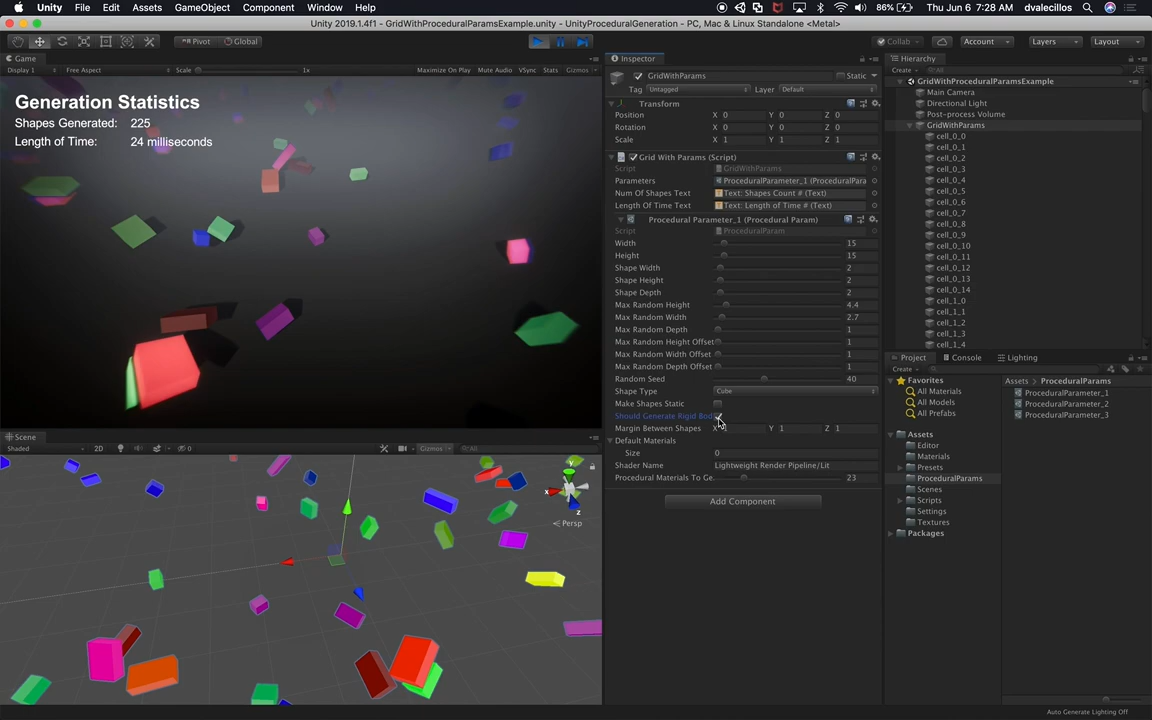 Unity File Edit Assets GameObject Component Window Help 86% Thu Jun 6 7:28 AM dvalecillos
Unity 2019.1.4f1 - GridWithProceduralParamsExample.unity - UnityProceduralGeneration - PC, Mac & Linux Standalone <Metal>
Pivot Global Collab Account Layers Layout
Game
Display 1 Free Aspect Scale 1x Maximize On Play Mute Audio VSync Stats Gizmos
Generation Statistics
Shapes Generated: 225
Length of Time: 24 milliseconds
Scene
Shaded 2D 0 Gizmos All
y
x
z
Persp
Inspector
GridWithParams Static
Tag Untagged Layer Default
Transform
Position X 0 Y 0 Z 0
Rotation X 0 Y 0 Z 0
Scale X 1 Y 1 Z 1
Grid With Params (Script)
Script GridWithParams
Parameters ProceduralParameter_1 (ProceduralPara
Num Of Shapes Text Text: Shapes Count # (Text)
Length Of Time Text Text: Length of Time # (Text)
Procedural Parameter_1 (Procedural Param)
Script ProceduralParam
Width 15
Height 15
Shape Width 2
Shape Height 2
Shape Depth 2
Max Random Height 4.4
Max Random Width 2.7
Max Random Depth 1
Max Random Height Offset 1
Max Random Width Offset 1
Max Random Depth Offset 1
Random Seed 40
Shape Type Cube
Make Shapes Static
Should Generate Rigid Bod
Margin Between Shapes X 1 Y 1 Z 1
Default Materials
Size 0
Shader Name Lightweight Render Pipeline/Lit
Procedural Materials To Ge. 23
Add Component
Hierarchy
Create All
GridWithProceduralParamsExample
Main Camera
Directional Light
Post-process Volume
GridWithParams
cell_0_0
cell_0_1
cell_0_2
cell_0_3
cell_0_4
cell_0_5
cell_0_6
cell_0_7
cell_0_8
cell_0_9
cell_0_10
cell_0_11
cell_0_12
cell_0_13
cell_0_14
cell_1_0
cell_1_1
cell_1_2
cell_1_3
cell_1_4
Project Console Lighting
Create
Favorites
All Materials
All Models
All Prefabs
Assets
Editor
Materials
Presets
ProceduralParams
Scenes
Scripts
Settings
Textures
Packages
Assets ProceduralParams
ProceduralParameter_1
ProceduralParameter_2
ProceduralParameter_3
Auto Generate Lighting Off